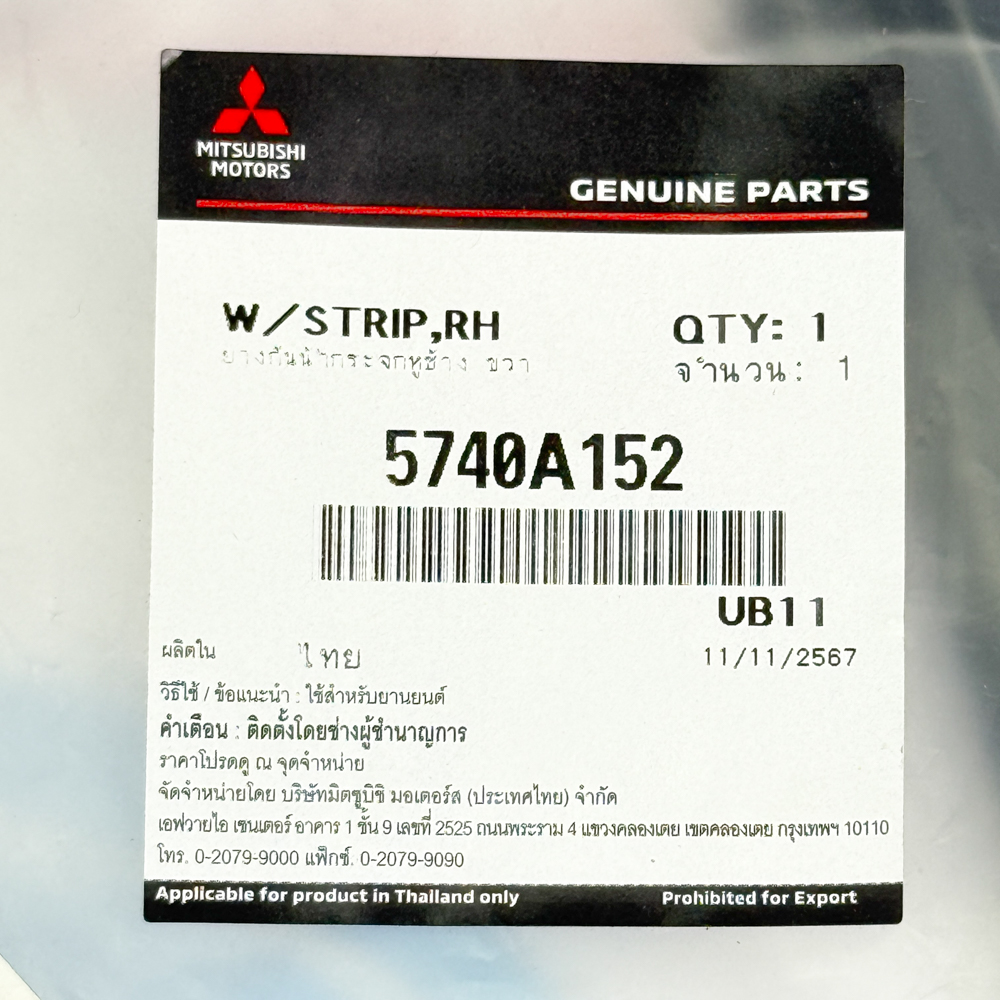 MITSUBISHI
MOTORS
GENUINE PARTS
W/STRIP,RH
QTY: 1
ยางกันน้ำกระจกหูช้าง ขวา
จำนวน: 1
5740A152
UB11
ผลิตใน ไทย
11/11/2567
วิธีใช้ / ข้อแนะนำ : ใช้สำหรับยานยนต์
คำเตือน : ติดตั้งโดยช่างผู้ชำนาญการ
ราคาโปรดดู ณ จุดจำหน่าย
จัดจำหน่ายโดย บริษัทมิตซูบิชิ มอเตอร์ส (ประเทศไทย) จำกัด
เอฟวายไอ เซนเตอร์ อาคาร 1 ชั้น 9 เลขที่ 2525 ถนนพระราม 4 แขวงคลองเตย เขตคลองเตย กรุงเทพฯ 10110
โทร. 0-2079-9000 แฟ็กซ์. 0-2079-9090
Applicable for product in Thailand only
Prohibited for Export